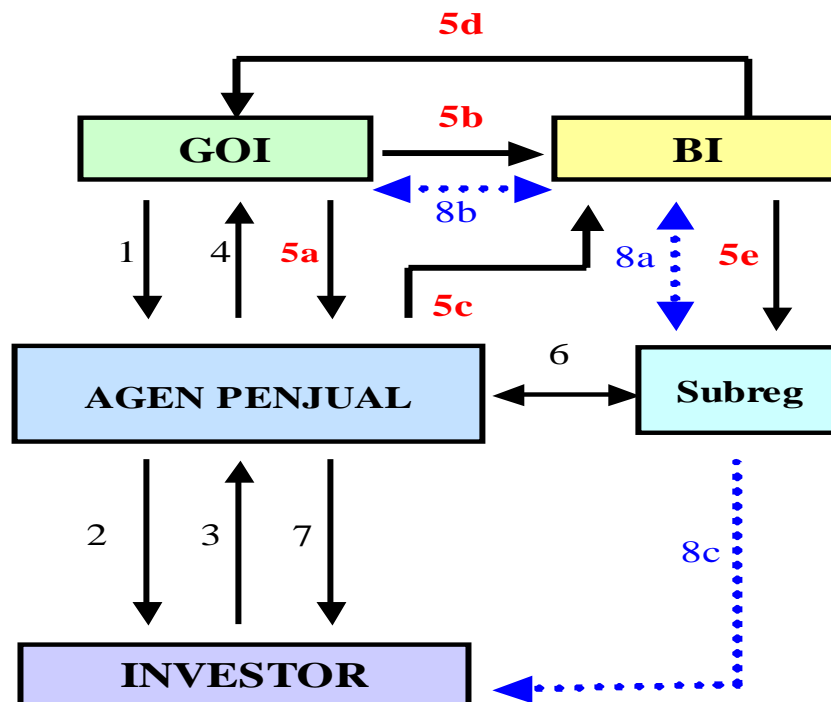 5d
GOI
5b
BI
8b
1
4
5a
8a
5e
5c
6
AGEN PENJUAL
Subreg
2
3
7
8c
INVESTOR